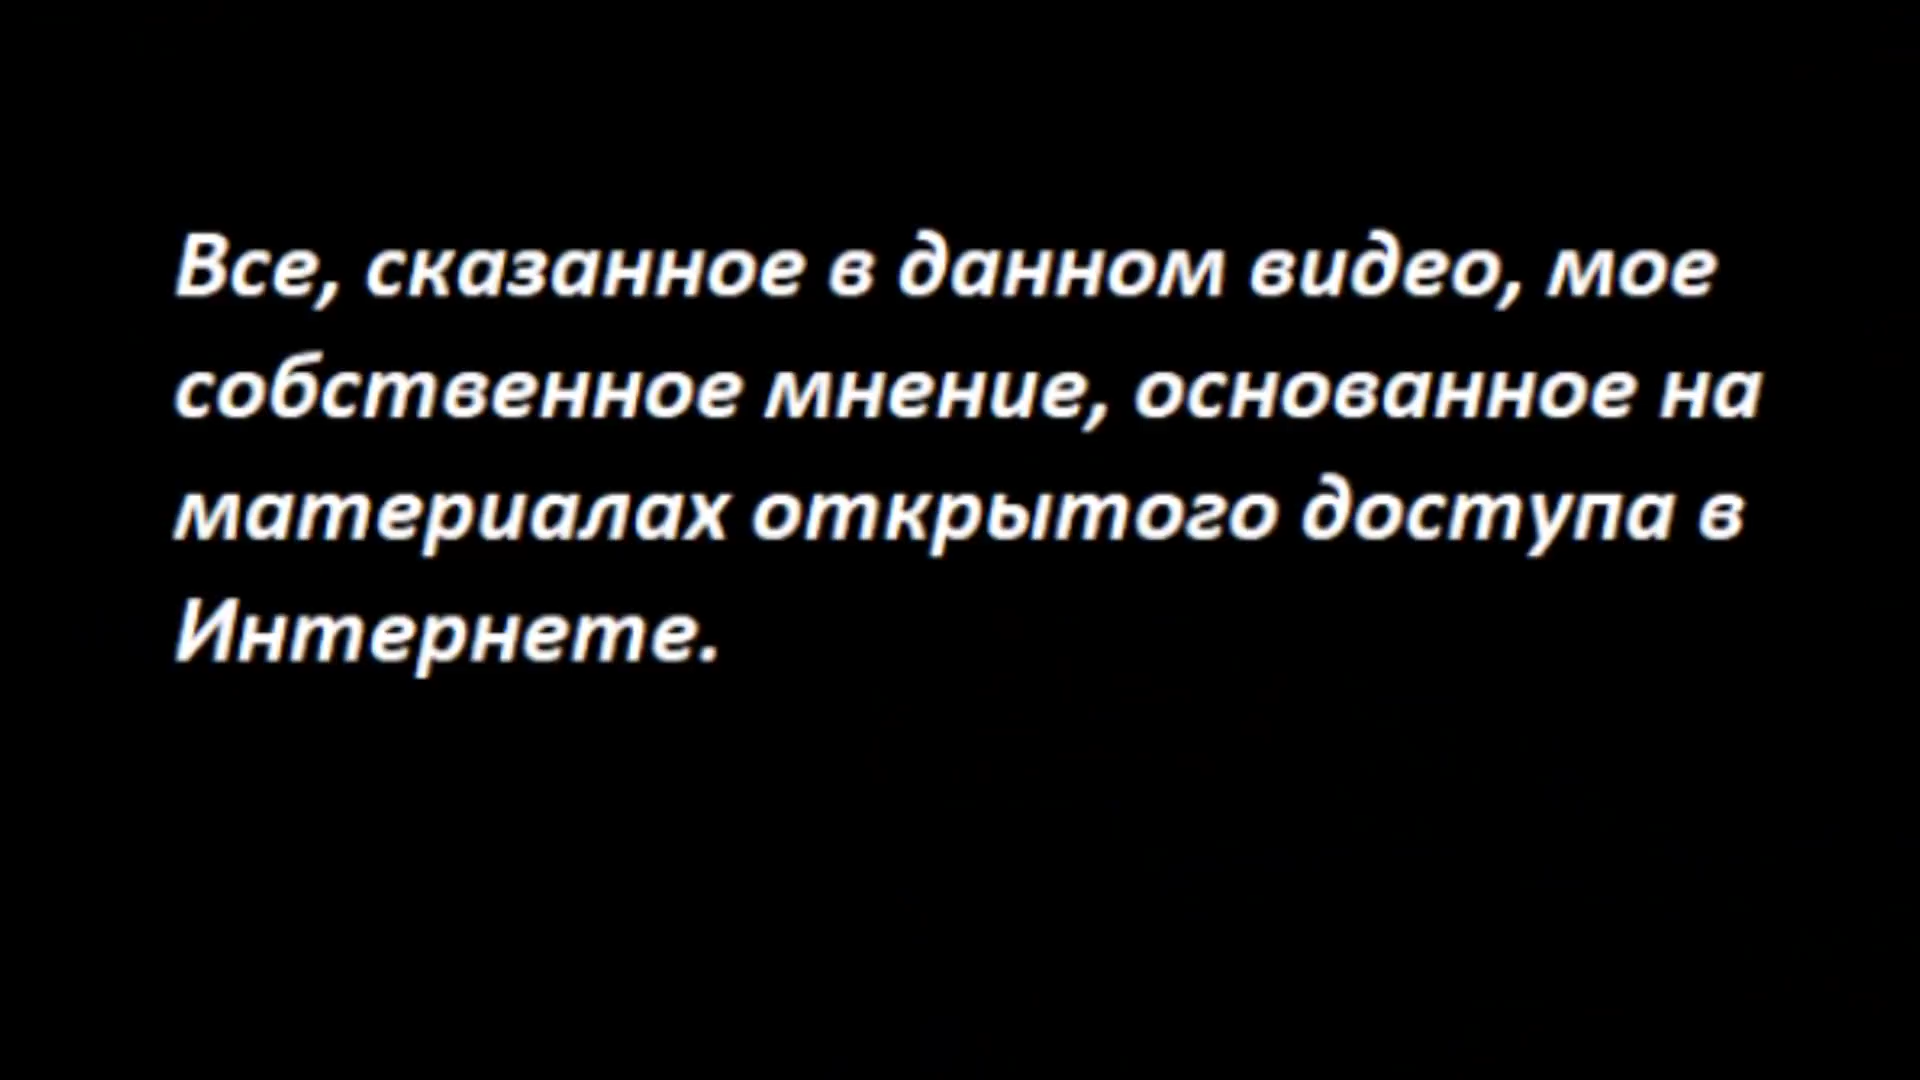 Все, сказанное в данном видео, мое
собственное мнение, основанное на
материалах открытого доступа в
Интернете.